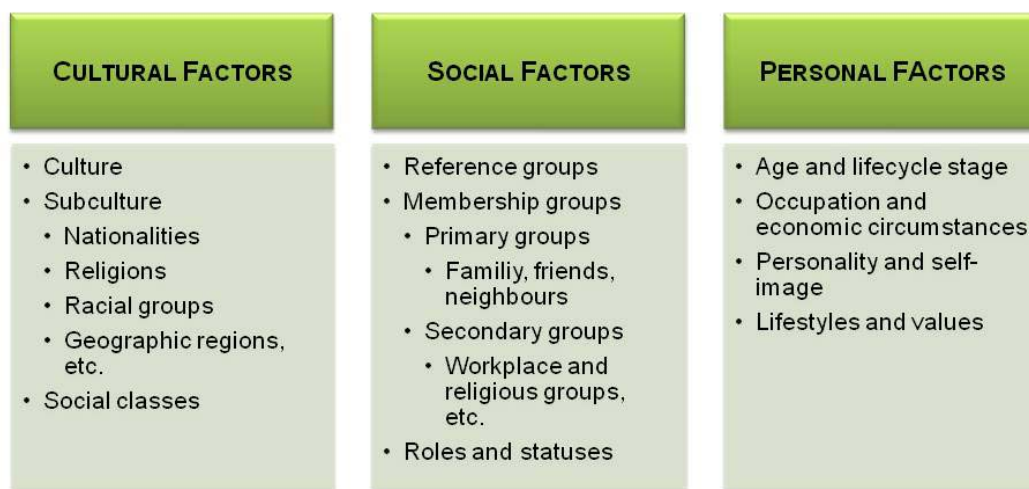 CULTURAL FACTORS
• Culture
• Subculture
• Nationalities
• Religions
• Racial groups
• Geographic regions,
etc.
• Social classes
SOCIAL FACTORS
• Reference groups
• Membership groups
• Primary groups
• Familiy, friends,
neighbours
• Secondary groups
• Workplace and
religious groups,
etc.
• Roles and statuses
PERSONAL FACTORS
• Age and lifecycle stage
• Occupation and
economic circumstances
• Personality and self-
image
• Lifestyles and values